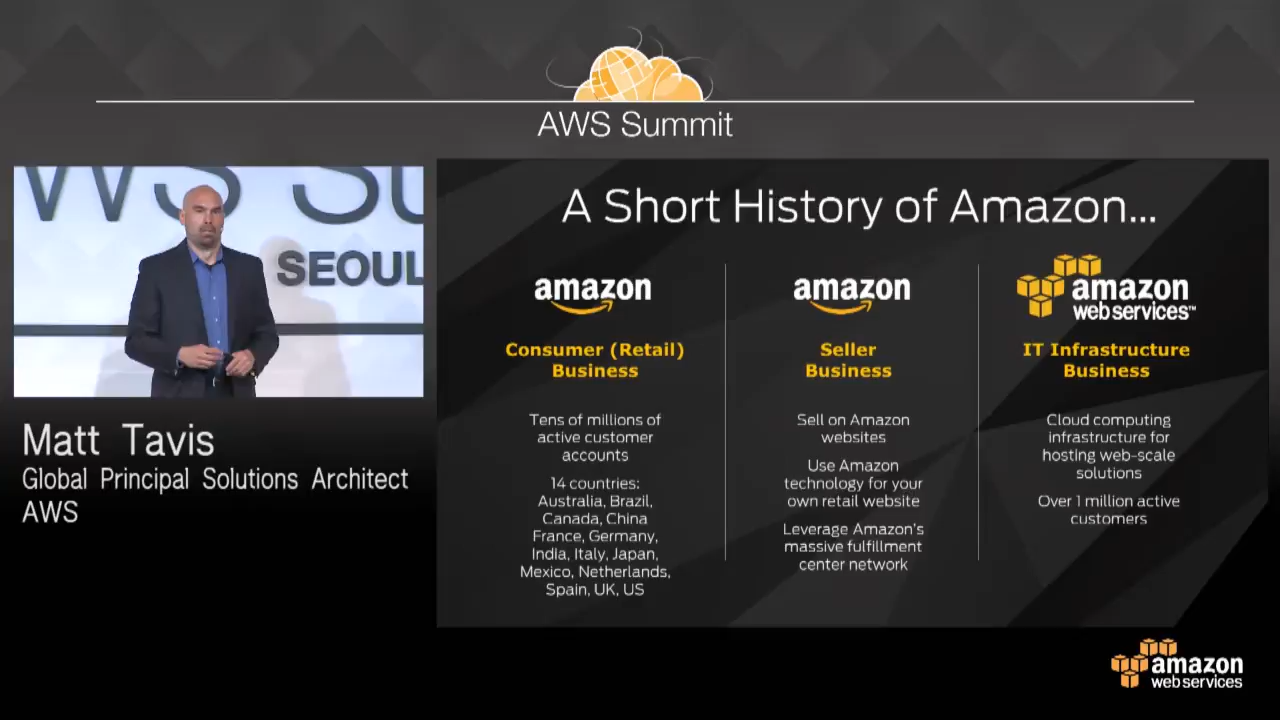 AWS Summit
WS Su
SEOUL
Matt Tavis
Global Principal Solutions Architect
AWS
A Short History of Amazon...
amazon
Consumer (Retail)
Business
Tens of millions of
active customer
accounts
14 countries:
Australia, Brazil,
Canada, China
France, Germany,
India, Italy, Japan,
Mexico, Netherlands,
Spain, UK, US
amazon
Seller
Business
Sell on Amazon
websites
Use Amazon
technology for your
own retail website
Leverage Amazon's
massive fulfillment
center network
amazon
web services™
IT Infrastructure
Business
Cloud computing
infrastructure for
hosting web-scale
solutions
Over 1 million active
customers
amazon
web services